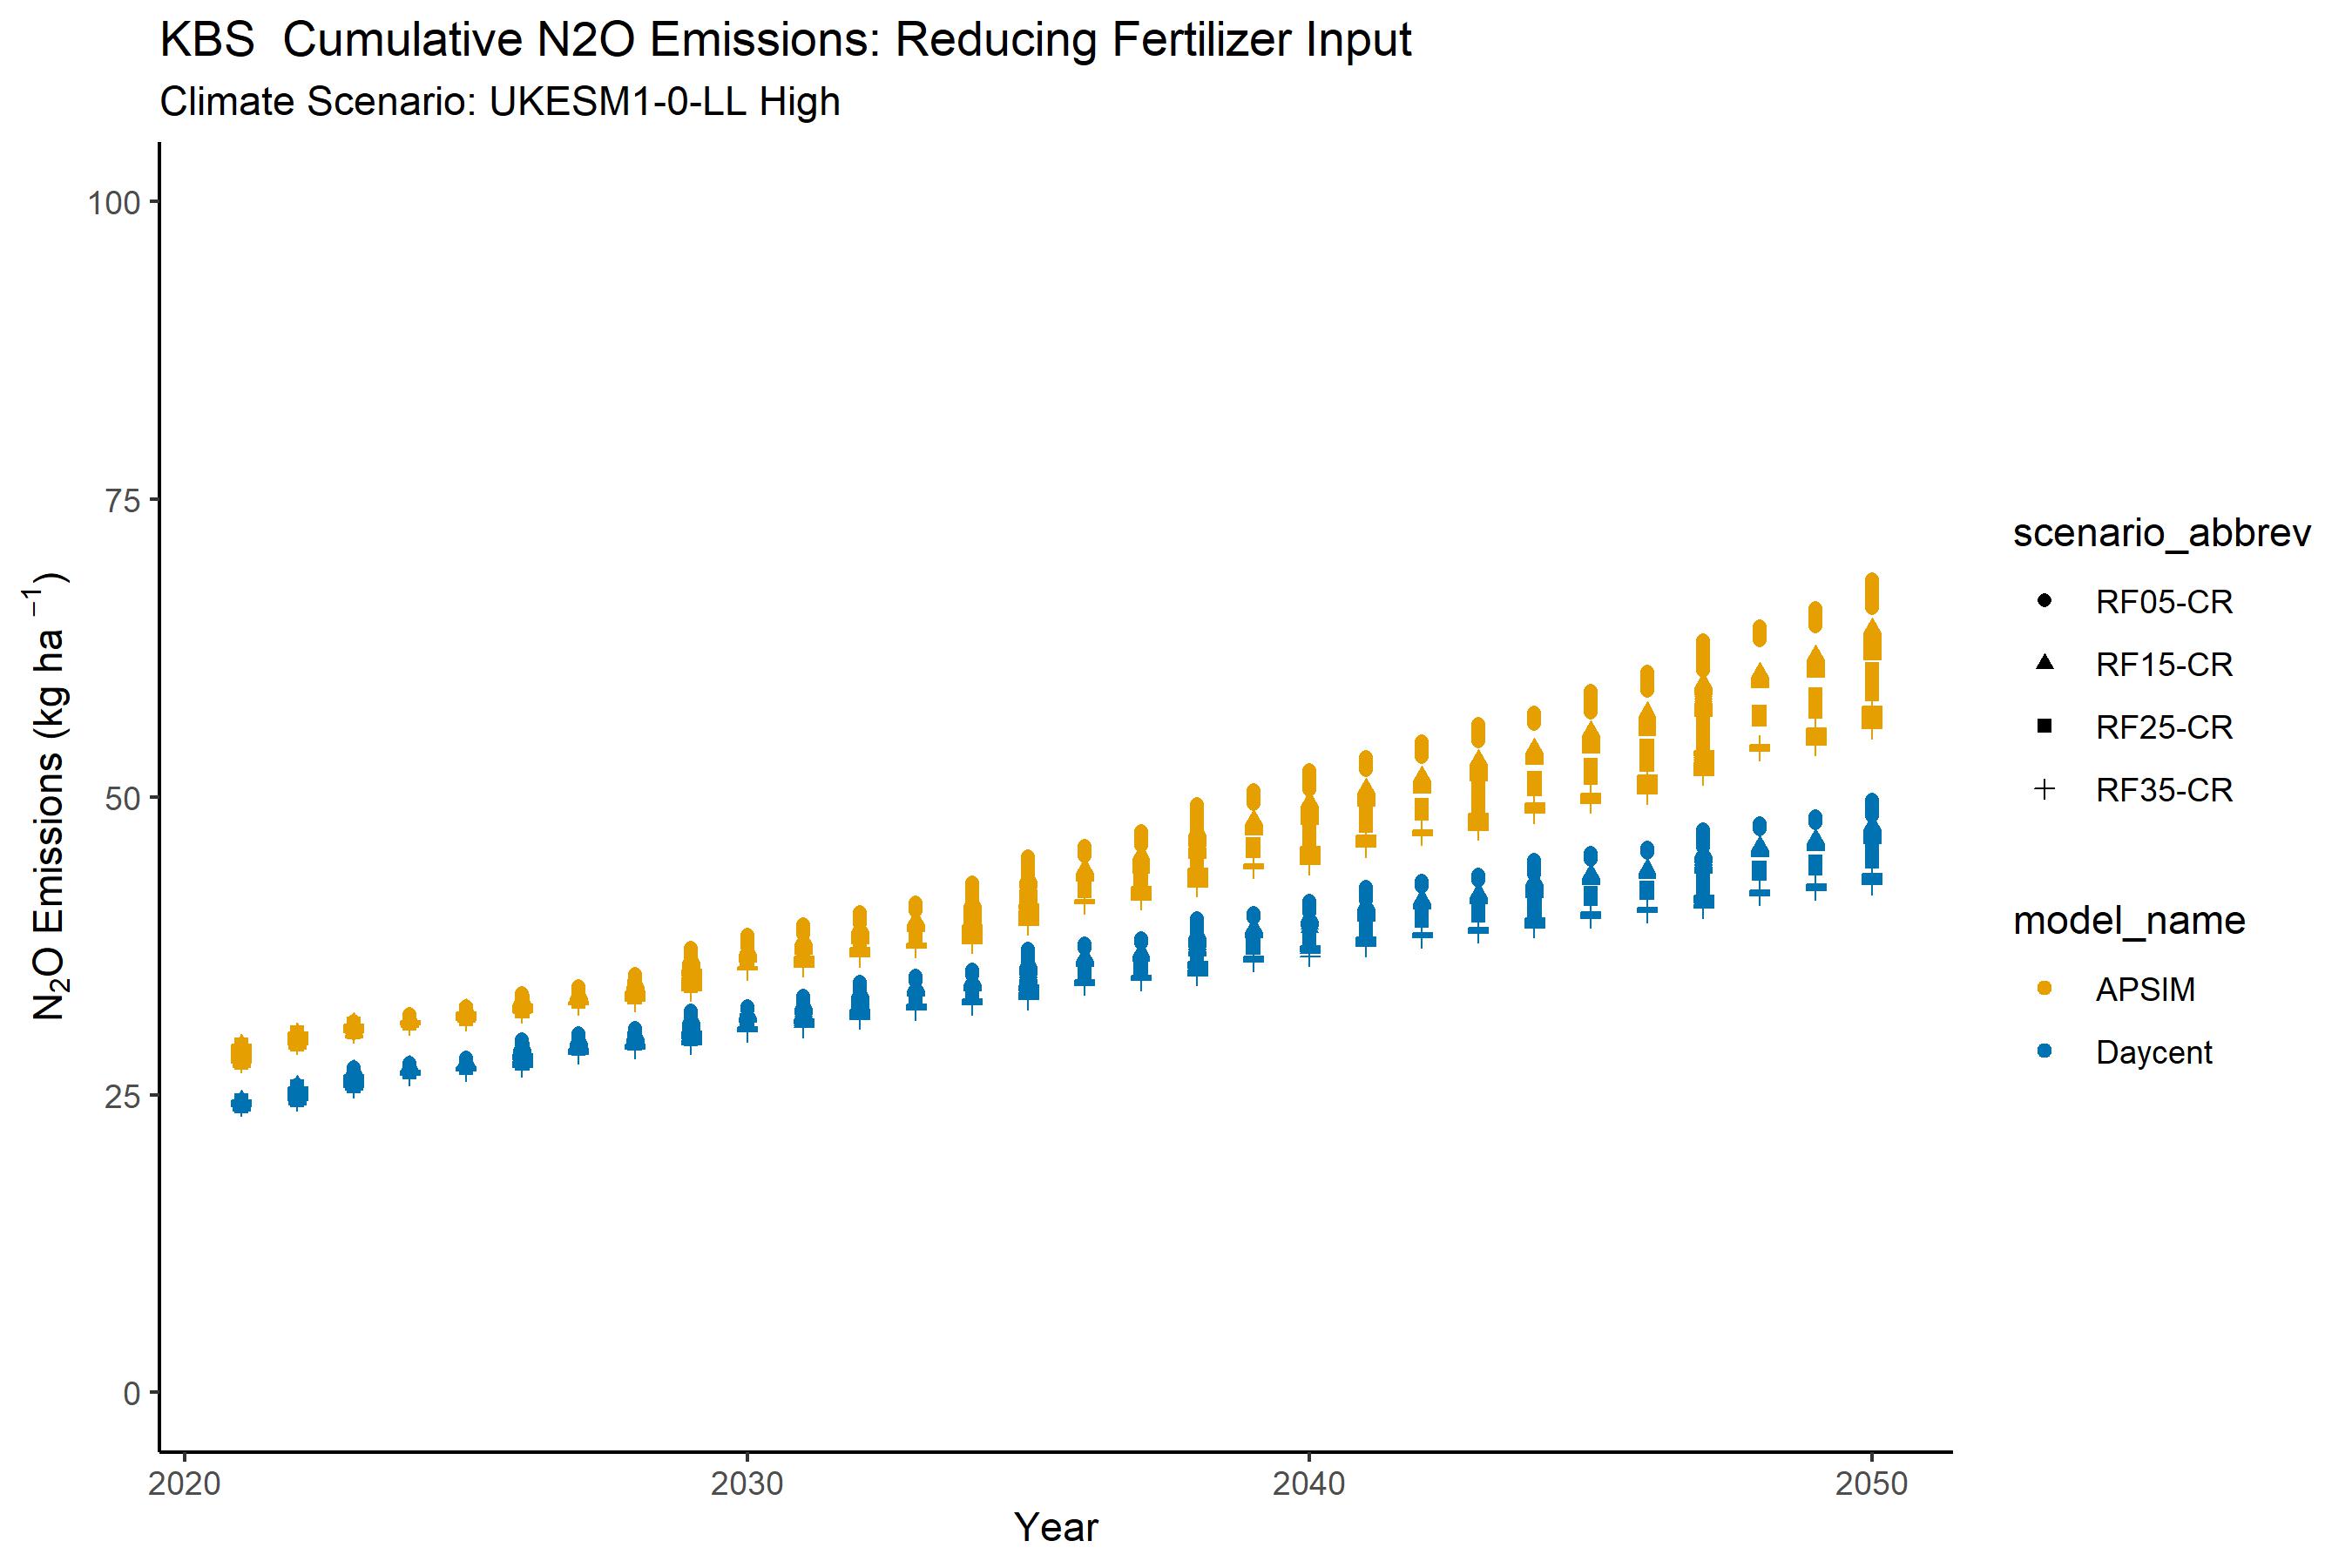 KBS  Cumulative N2O Emissions: Reducing Fertilizer Input
Climate Scenario: UKESM1-0-LL High
N₂O Emissions (kg ha ⁻¹)
100
75
50
25
0
2020
2030
2040
2050
Year
scenario_abbrev
RF05-CR
RF15-CR
RF25-CR
RF35-CR
model_name
APSIM
Daycent